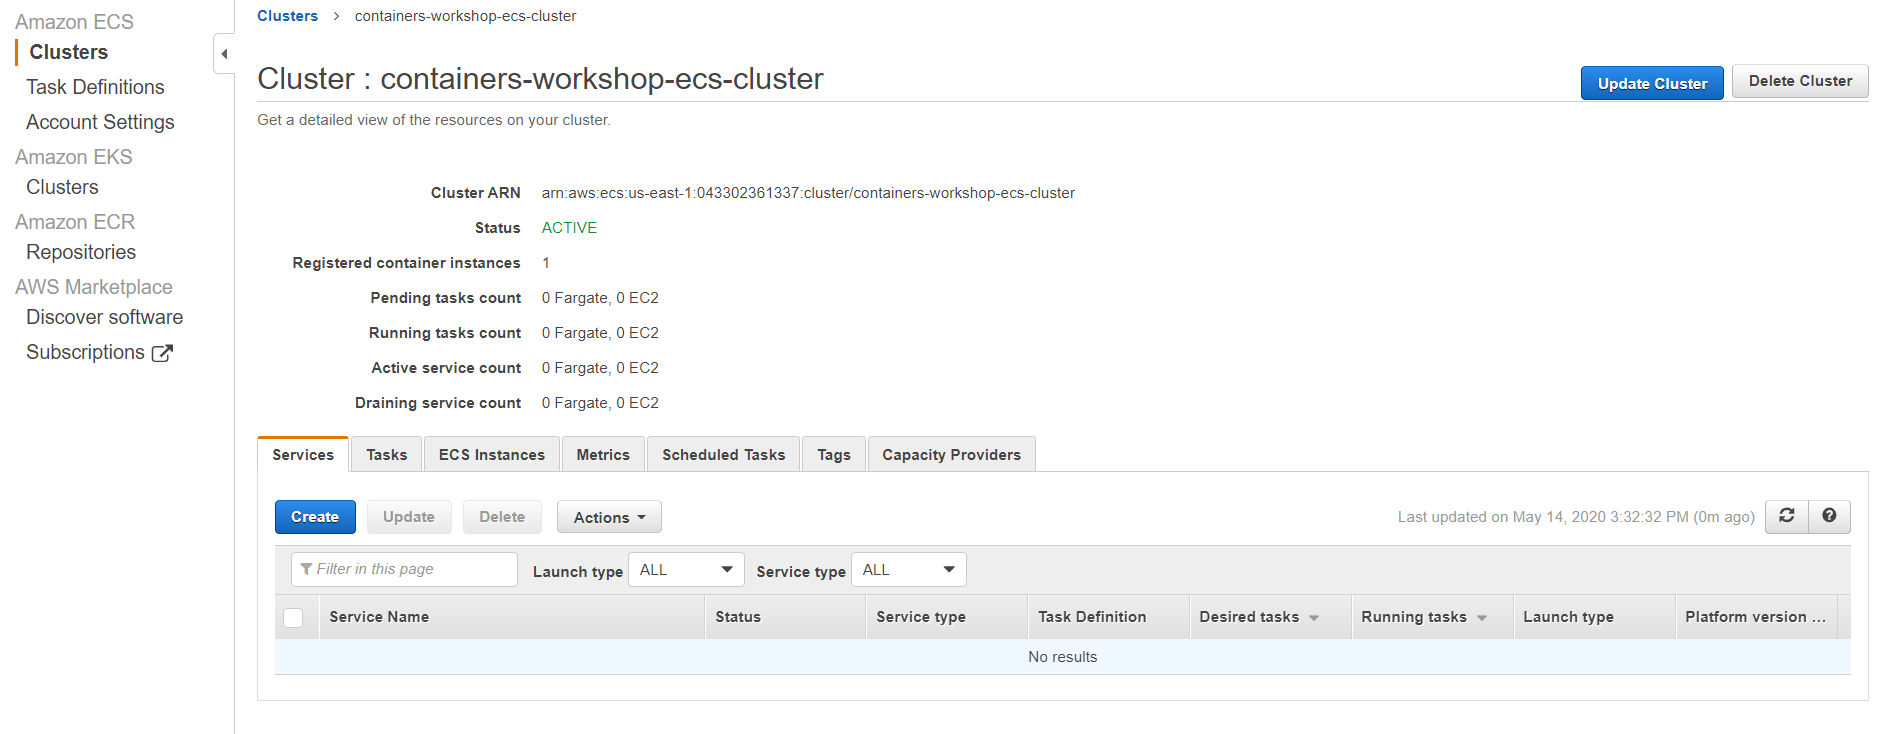 Amazon ECS
Clusters
Task Definitions
Account Settings
Amazon EKS
Clusters
Amazon ECR
Repositories
AWS Marketplace
Discover software
Subscriptions
Clusters > containers-workshop-ecs-cluster
Cluster : containers-workshop-ecs-cluster
Update Cluster Delete Cluster
Get a detailed view of the resources on your cluster.
Cluster ARN arn:aws:ecs:us-east-1:043302361337:cluster/containers-workshop-ecs-cluster
Status ACTIVE
Registered container instances 1
Pending tasks count 0 Fargate, 0 EC2
Running tasks count 0 Fargate, 0 EC2
Active service count 0 Fargate, 0 EC2
Draining service count 0 Fargate, 0 EC2
Services Tasks ECS Instances Metrics Scheduled Tasks Tags Capacity Providers
Create Update Delete Actions Last updated on May 14, 2020 3:32:32 PM (0m ago)
Filter in this page Launch type ALL Service type ALL
Service Name Status Service type Task Definition Desired tasks Running tasks Launch type Platform version ...
No results